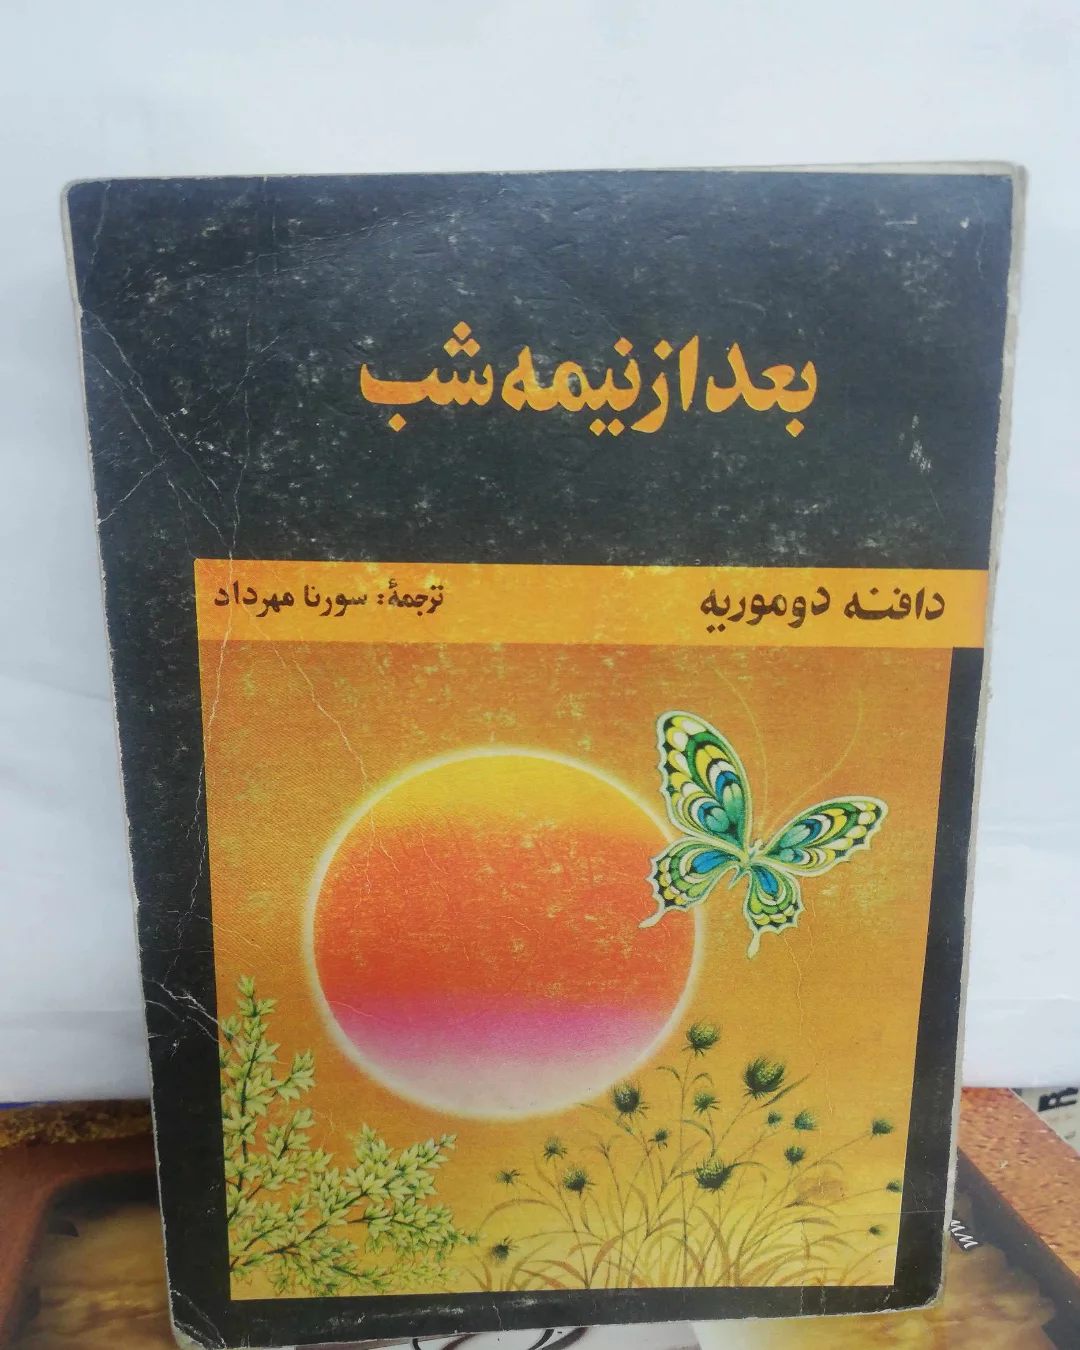 بعد از نیمه شب
دافنه دوموریه
ترجمهٔ: سورنا مهرداد